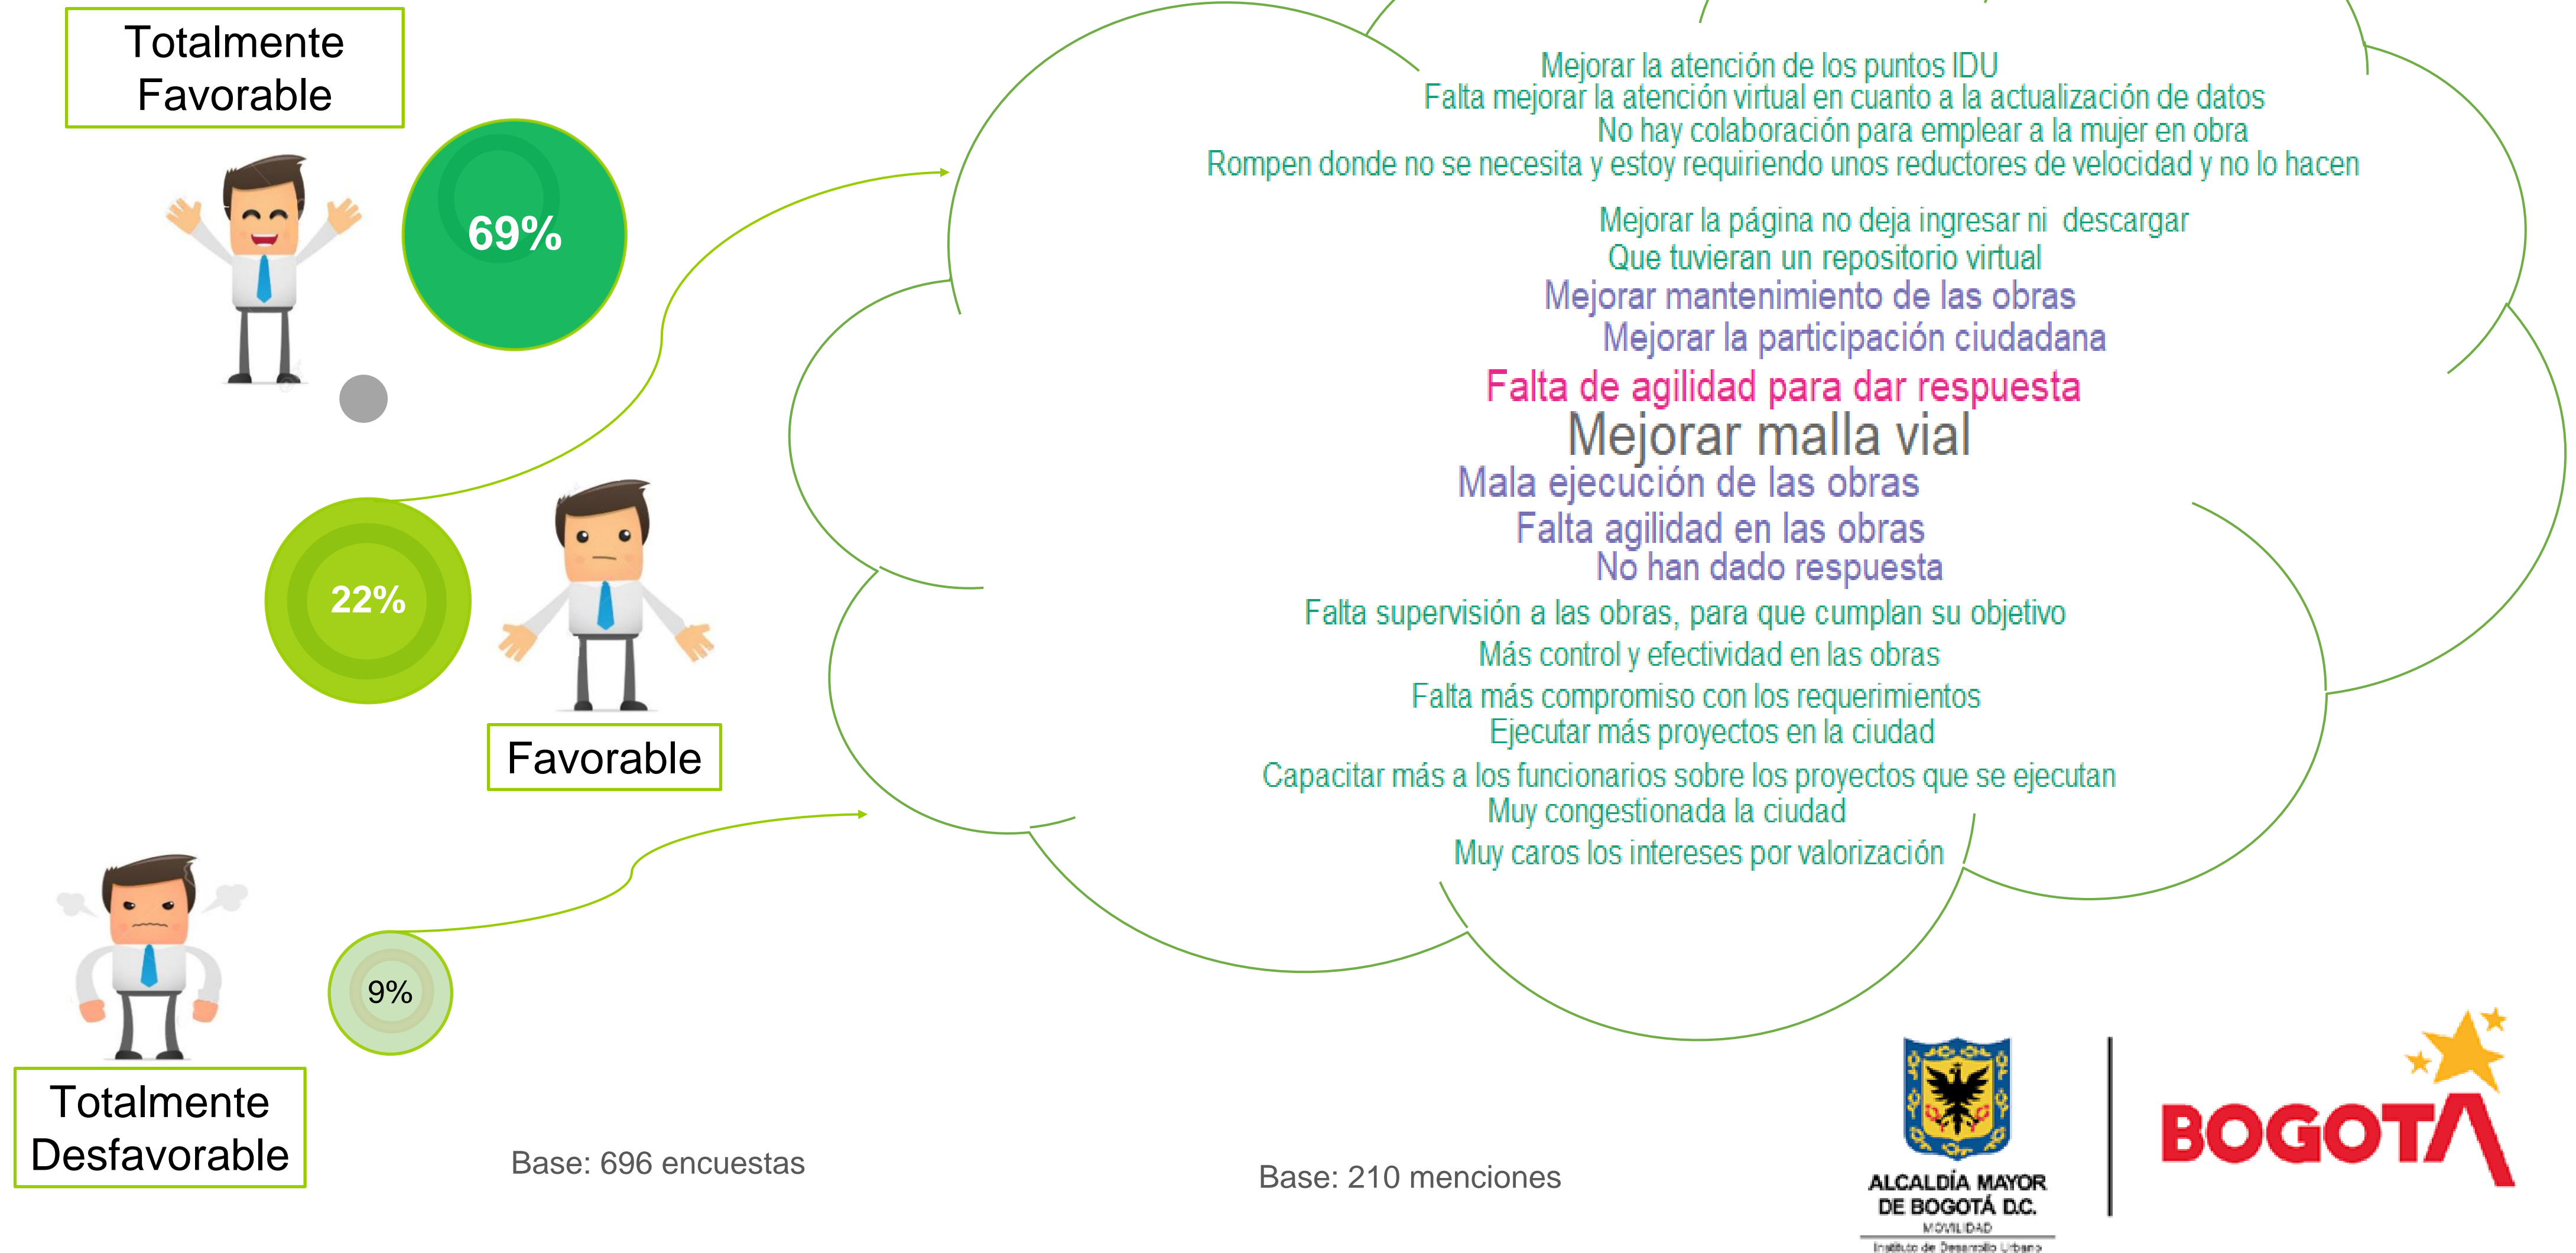 Totalmente
Favorable
69%
22%
Favorable
9%
Totalmente
Desfavorable
Base: 696 encuestas
Mejorar la atención de los puntos IDU
Falta mejorar la atención virtual en cuanto a la actualización de datos
No hay colaboración para emplear a la mujer en obra
Rompen donde no se necesita y estoy requiriendo unos reductores de velocidad y no lo hacen
Mejorar la página no deja ingresar ni descargar
Que tuvieran un repositorio virtual
Mejorar mantenimiento de las obras
Mejorar la participación ciudadana
Falta de agilidad para dar respuesta
Mejorar malla vial
Mala ejecución de las obras
Falta agilidad en las obras
No han dado respuesta
Falta supervisión a las obras, para que cumplan su objetivo
Más control y efectividad en las obras
Falta más compromiso con los requerimientos
Ejecutar más proyectos en la ciudad
Capacitar más a los funcionarios sobre los proyectos que se ejecutan
Muy congestionada la ciudad
Muy caros los intereses por valorización
Base: 210 menciones
ALCALDÍA MAYOR
DE BOGOTÁ D.C.
MOVILIDAD
Instituto de Desarrollo Urbano
BOGOTÁ